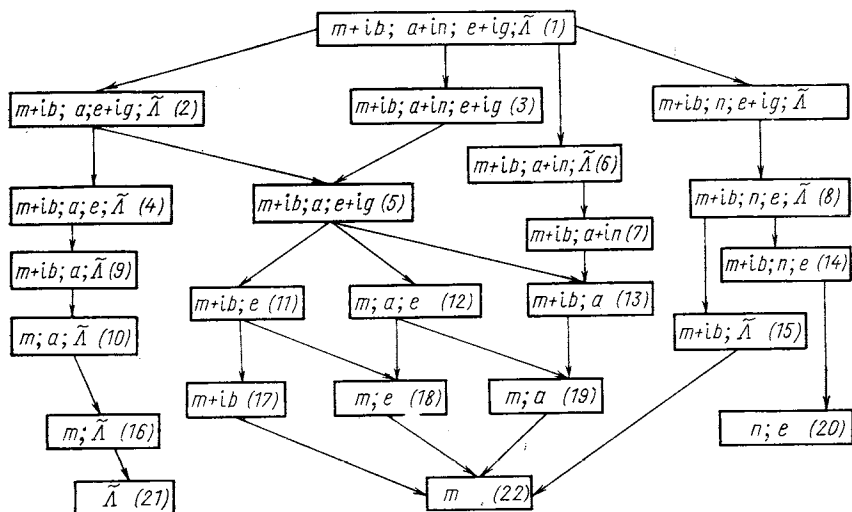 m+ib; a+in; e+ig; Λ̃ (1)
m+ib; a; e+ig; Λ̃ (2)
m+ib; a+in; e+ig (3)
m+ib; n; e+ig; Λ̃
m+ib; a+in; Λ̃ (6)
m+ib; a; e; Λ̃ (4)
m+ib; a; e+ig (5)
m+ib; n; e; Λ̃ (8)
m+ib; a+in (7)
m+ib; a; Λ̃ (9)
m+ib; n; e (14)
m+ib; e (11)
m; a; e (12)
m+ib; a (13)
m; a; Λ̃ (10)
m+ib; Λ̃ (15)
m+ib (17)
m; e (18)
m; a (19)
m; Λ̃ (16)
n; e (20)
Λ̃ (21)
m (22)